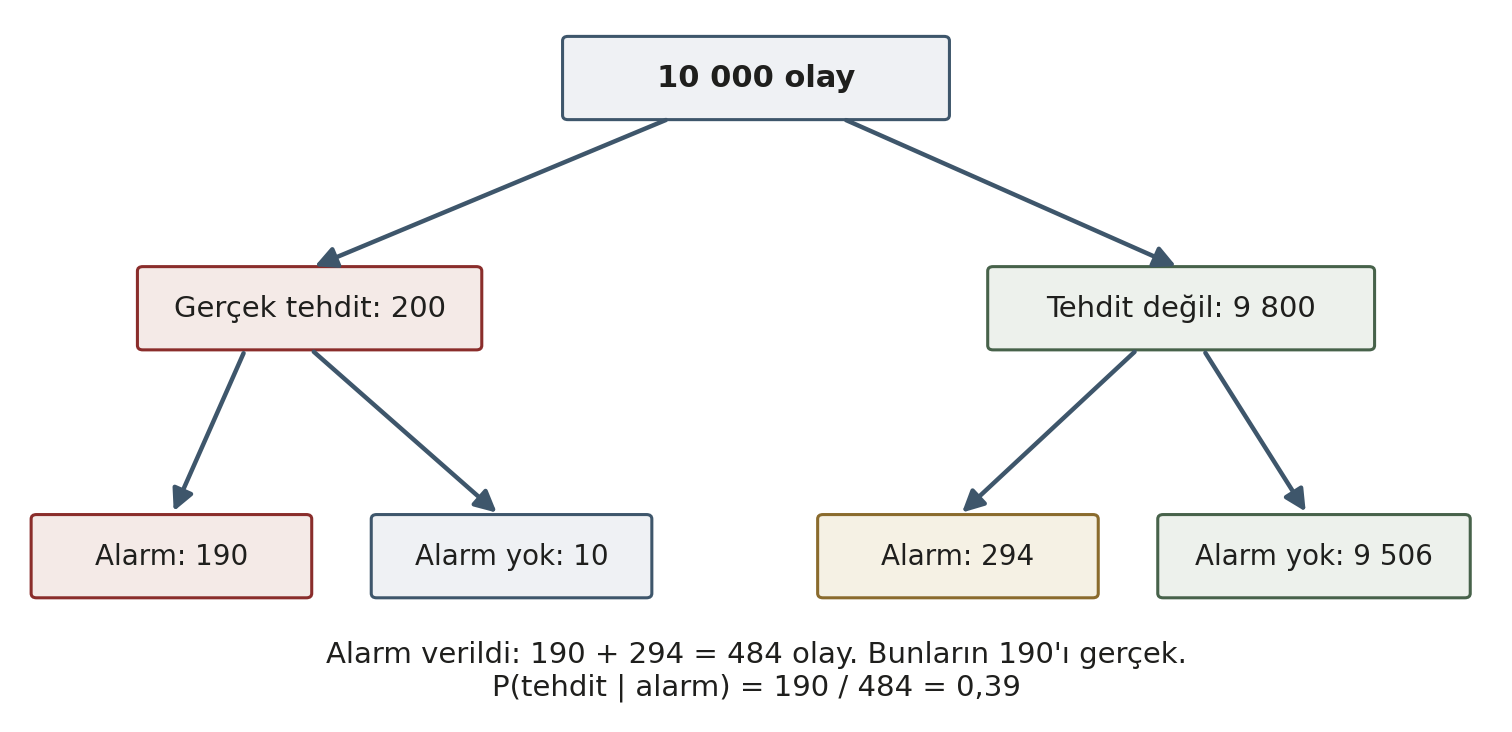 10 000 olay
Gerçek tehdit: 200
Tehdit değil: 9 800
Alarm: 190
Alarm yok: 10
Alarm: 294
Alarm yok: 9 506
Alarm verildi: 190 + 294 = 484 olay. Bunların 190'ı gerçek.
P(tehdit | alarm) = 190 / 484 = 0,39